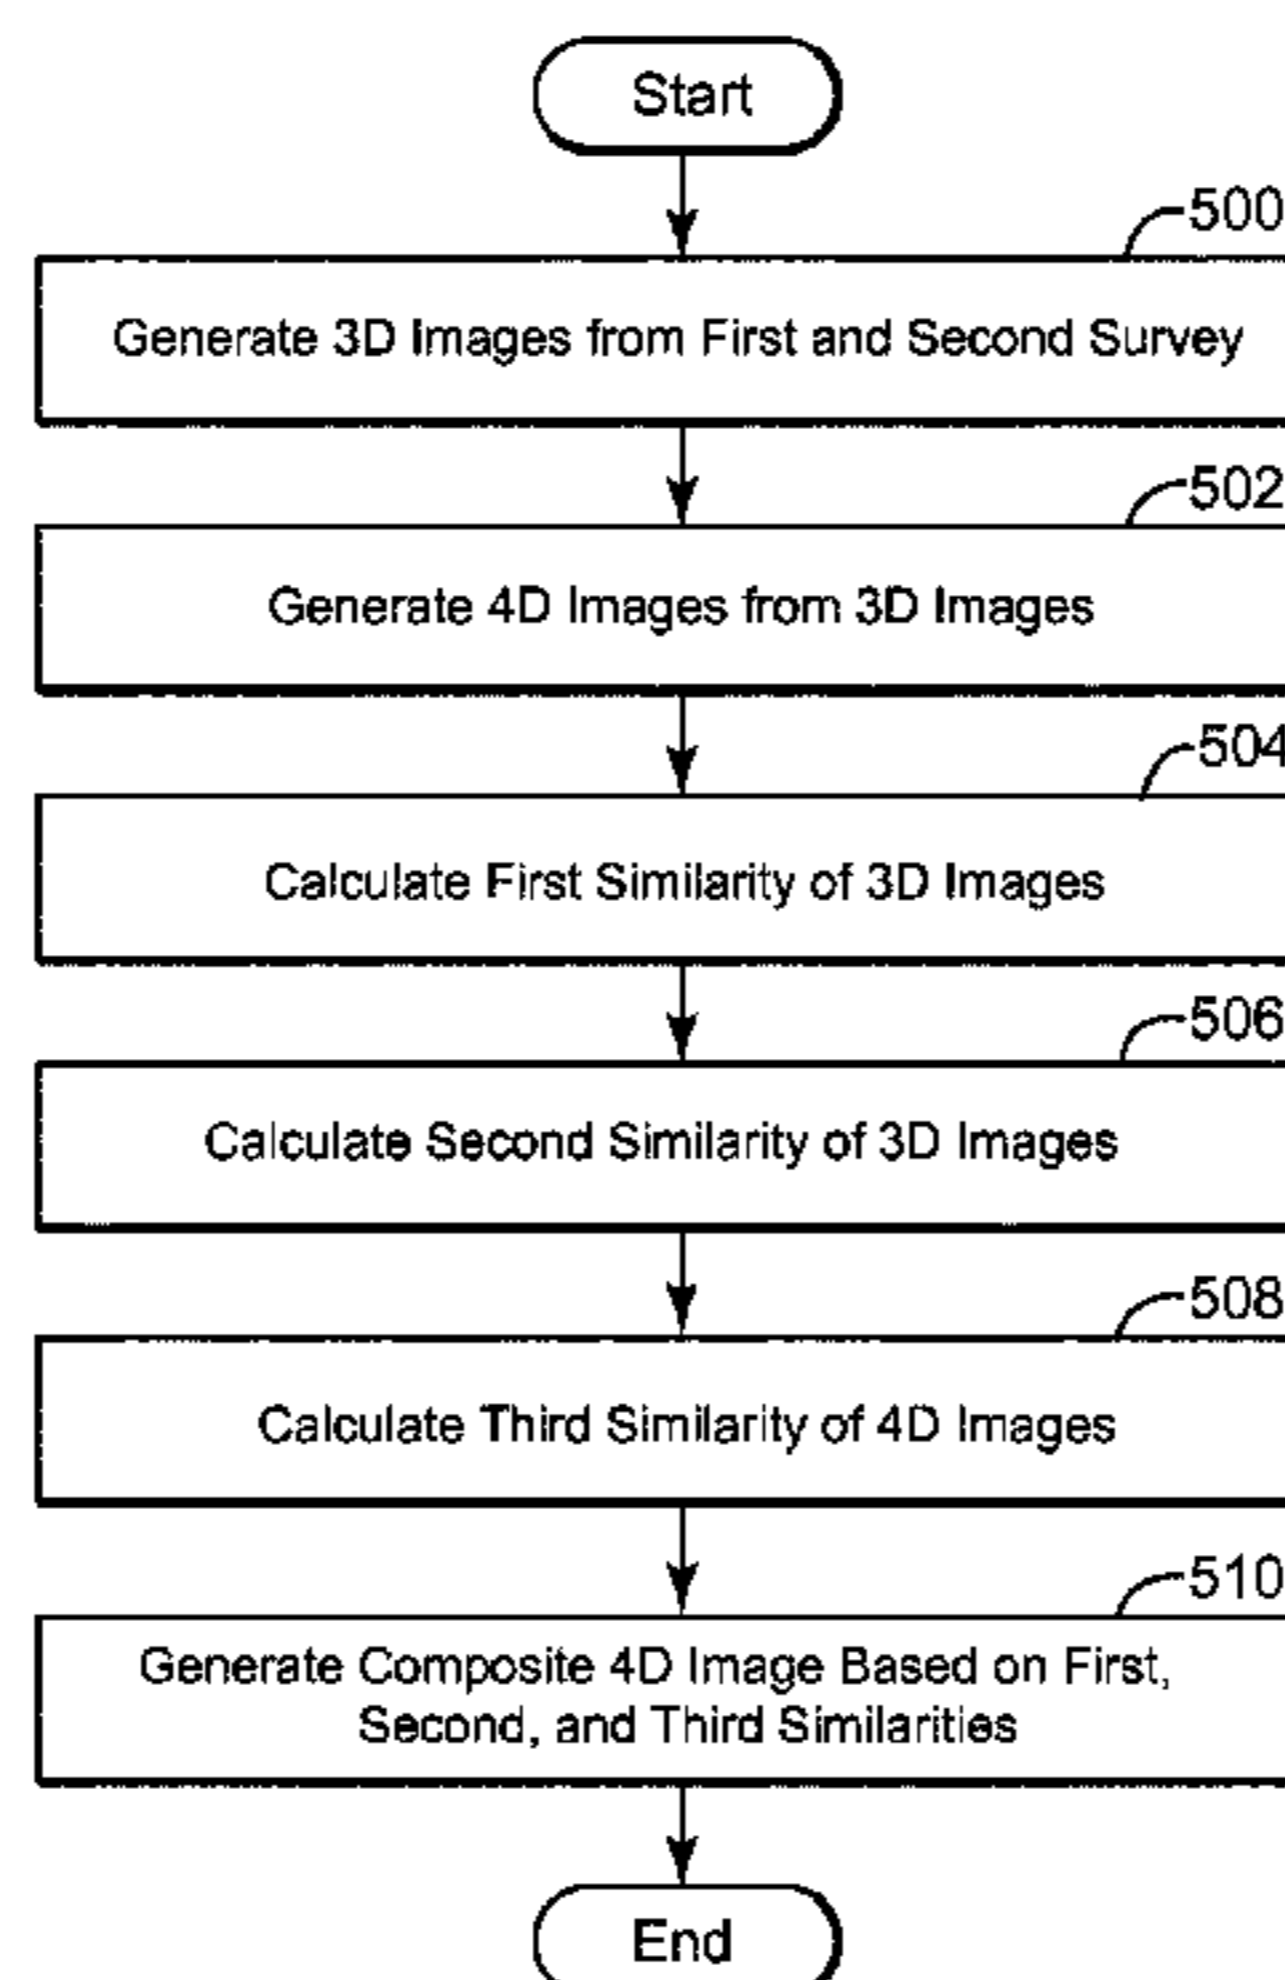 Start
500
Generate 3D Images from First and Second Survey
502
Generate 4D Images from 3D Images
504
Calculate First Similarity of 3D Images
506
Calculate Second Similarity of 3D Images
508
Calculate Third Similarity of 4D Images
510
Generate Composite 4D Image Based on First,
Second, and Third Similarities
End